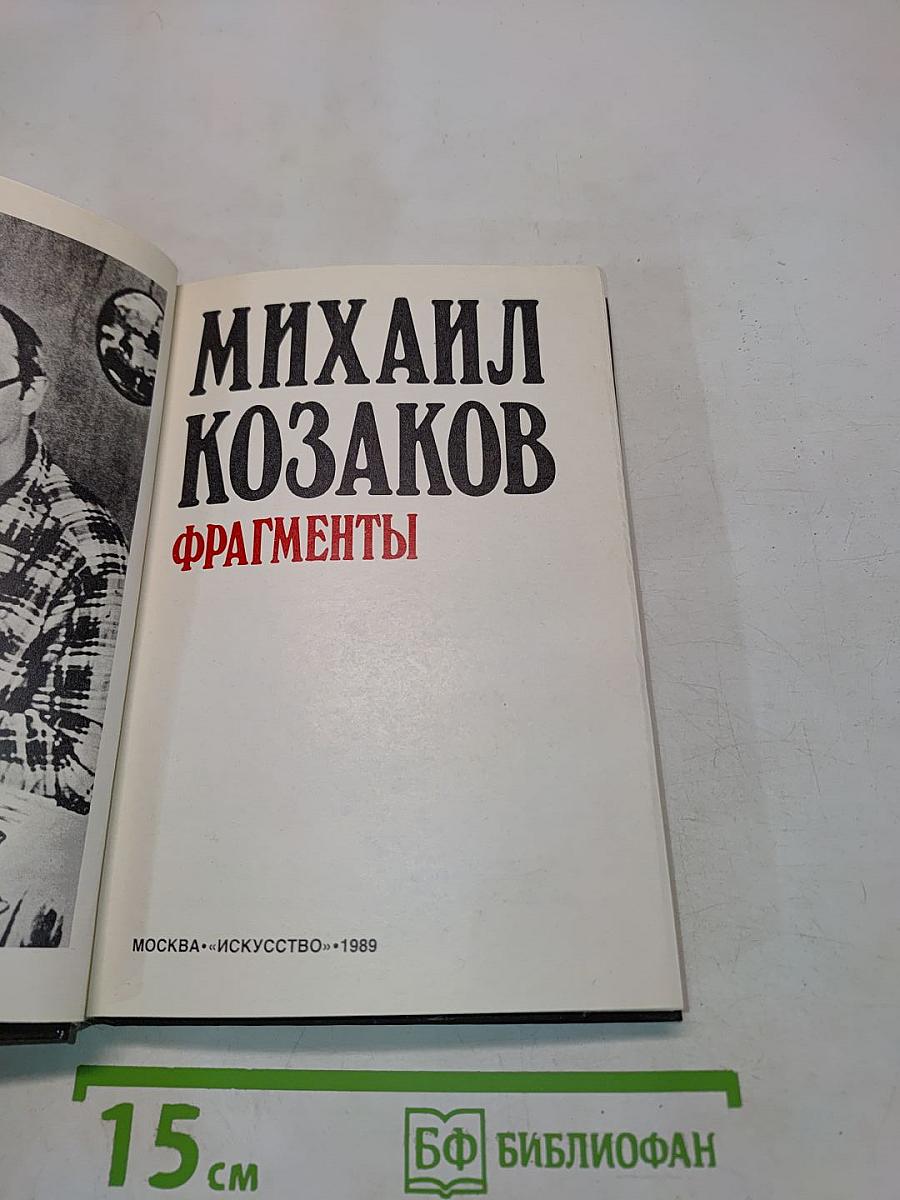 МИХАИЛ
КОЗАКОВ
ФРАГМЕНТЫ
МОСКВА•«ИСКУССТВО»•1989
15 см
БФ БИБЛИОФАН